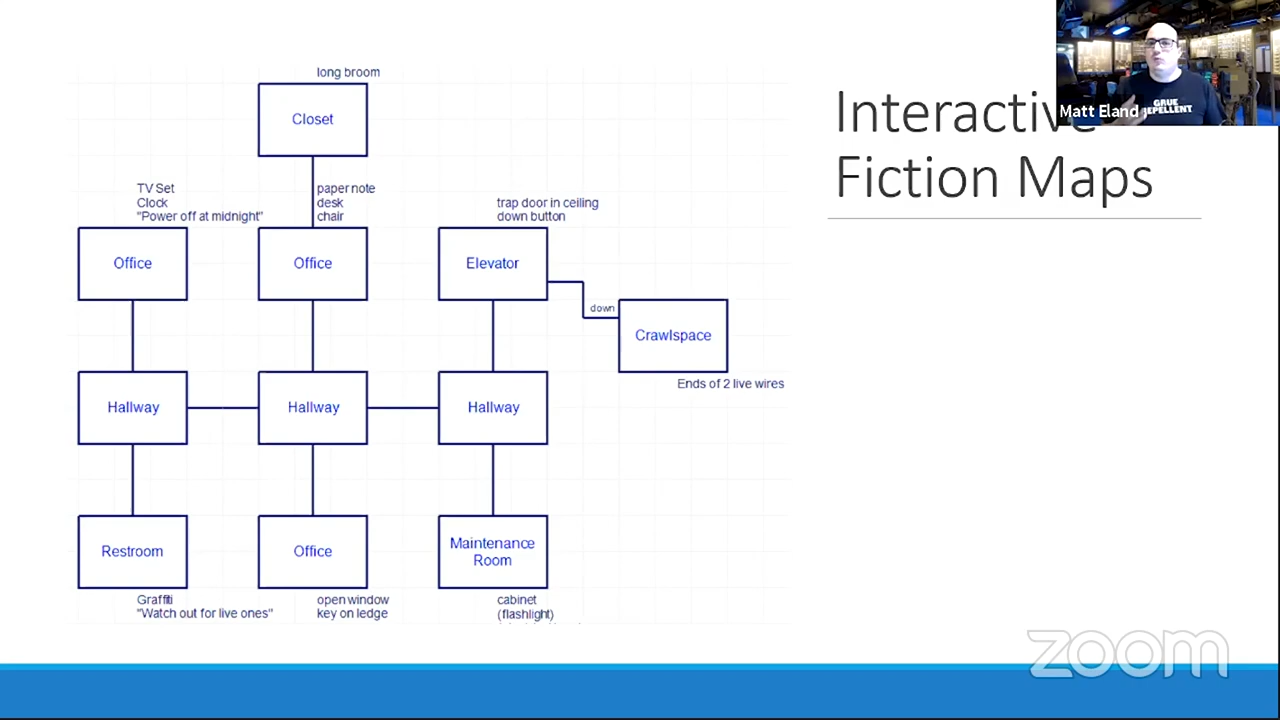 long broom
Closet
TV Set
Clock
"Power off at midnight"
paper note
desk
chair
trap door in ceiling
down button
Office
Office
Elevator
down
Crawlspace
Ends of 2 live wires
Hallway
Hallway
Hallway
Restroom
Office
Maintenance
Room
Graffiti
"Watch out for live ones"
open window
key on ledge
cabinet
(flashlight)
Interactive
Fiction Maps
Matt Eland
GRUE
REPELLENT
zoom